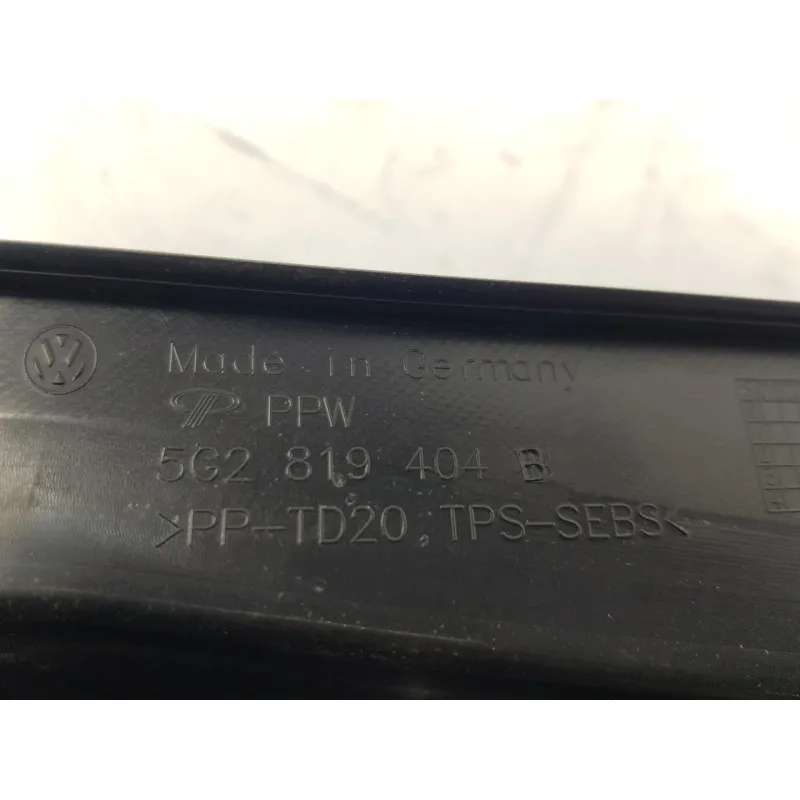 Made in Germany
PPW
5G2 819 404 B
>PP-TD20, TPS-SEBS<